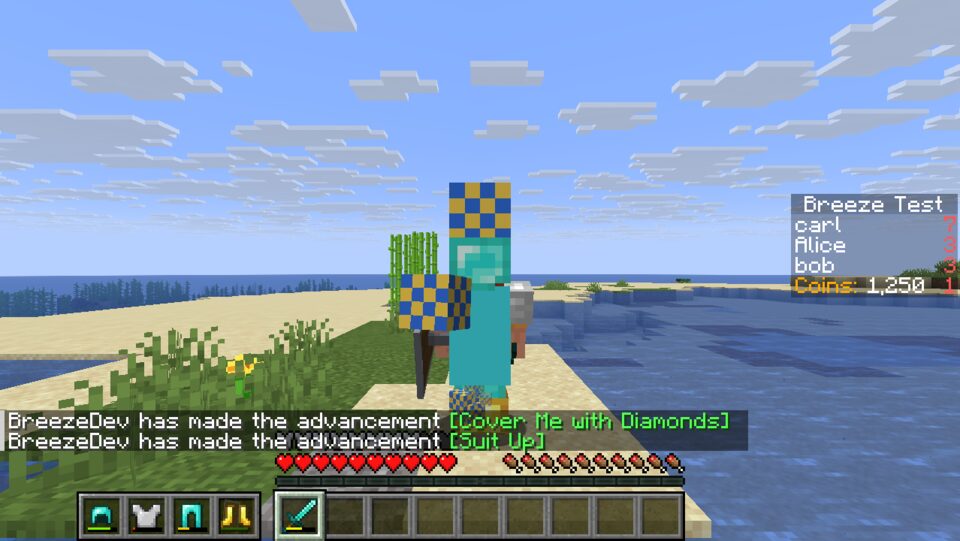 Breeze Test
carl 7
Alice 3
bob 3
Coins: 1,250 1
BreezeDev has made the advancement [Cover Me with Diamonds]
BreezeDev has made the advancement [Suit Up]